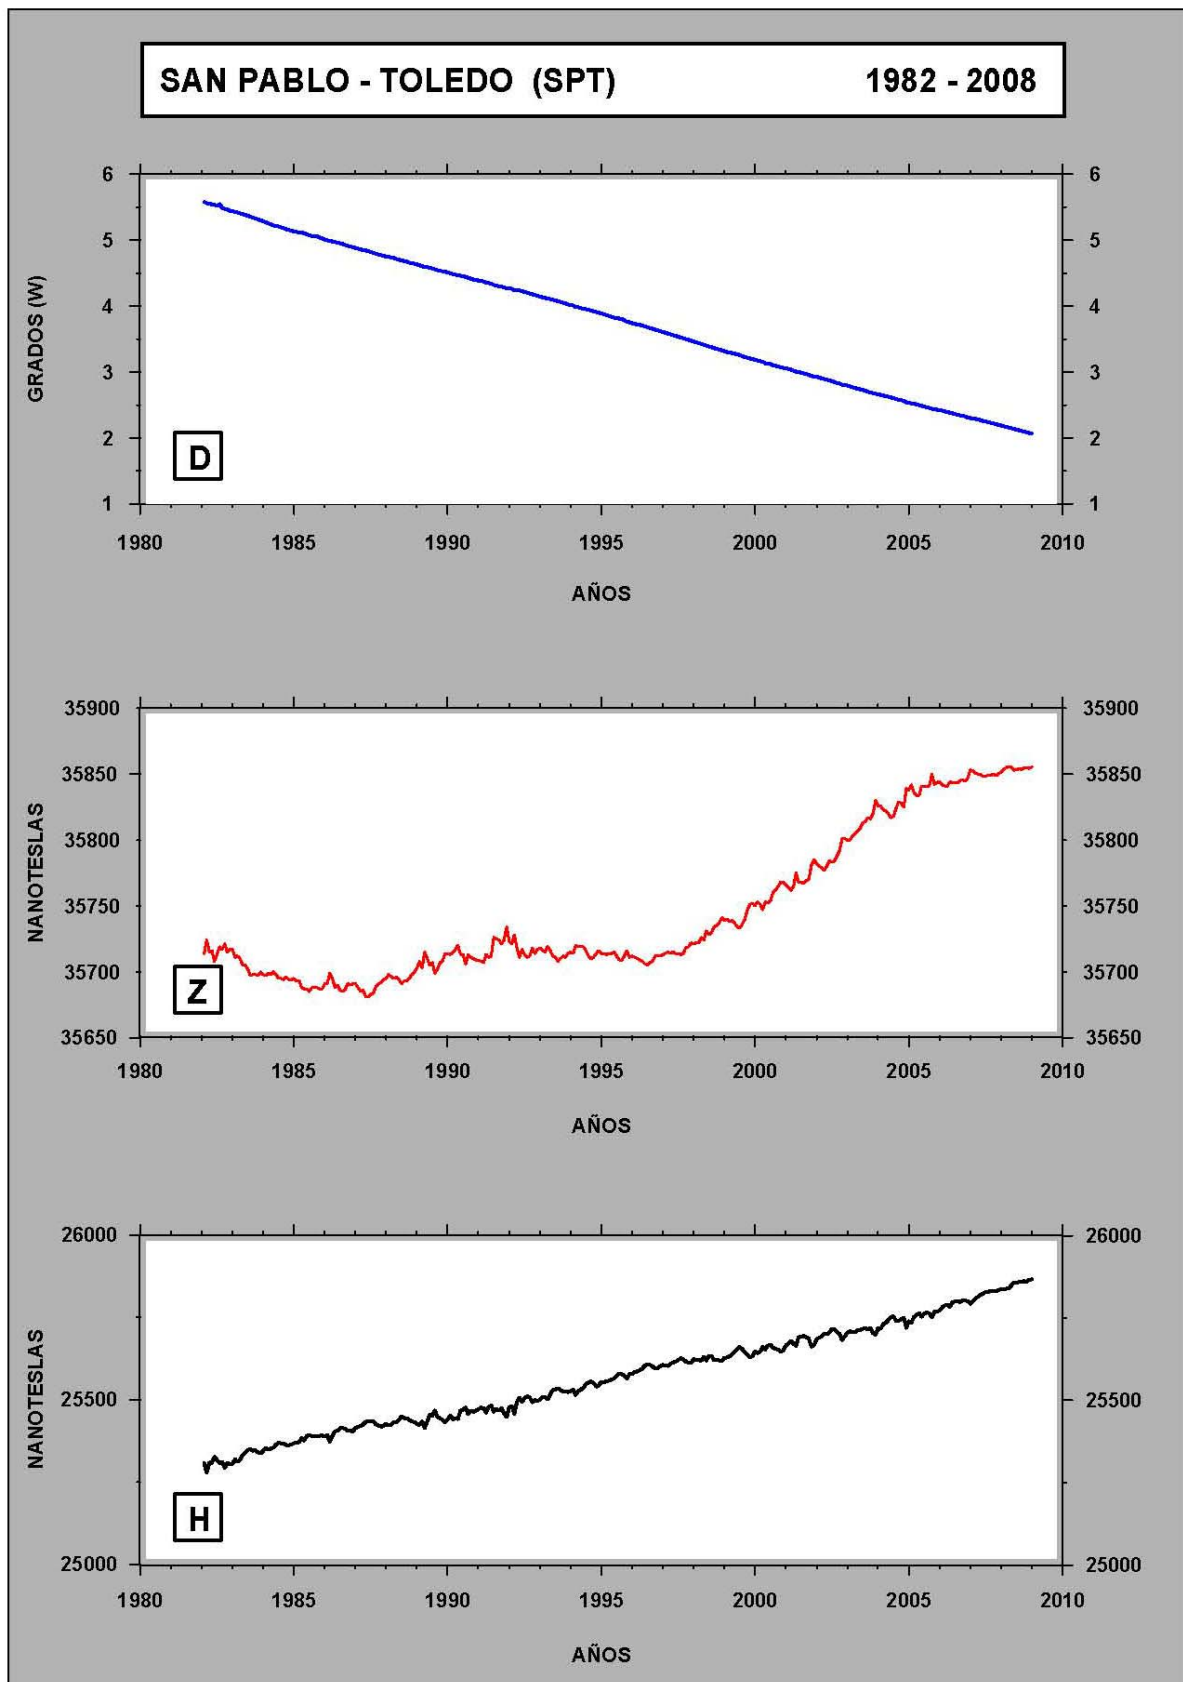 SAN PABLO - TOLEDO (SPT) 1982 - 2008
6 6
5 5
4 4
3 3
2 2
1 1
GRADOS (W)
D
1980 1985 1990 1995 2000 2005 2010
AÑOS
35900 35900
35850 35850
35800 35800
35750 35750
35700 35700
35650 35650
NANOTESLAS
Z
1980 1985 1990 1995 2000 2005 2010
AÑOS
26000 26000
25500 25500
25000 25000
NANOTESLAS
H
1980 1985 1990 1995 2000 2005 2010
AÑOS